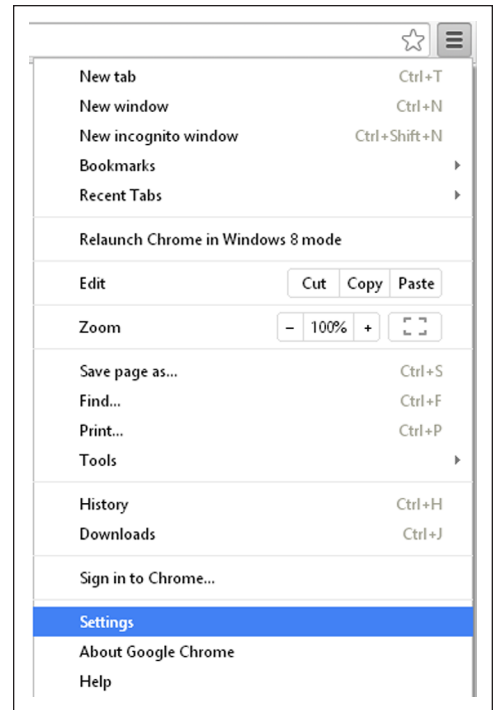 New tab Ctrl+T
New window Ctrl+N
New incognito window Ctrl+Shift+N
Bookmarks
Recent Tabs
Relaunch Chrome in Windows 8 mode
Edit Cut Copy Paste
Zoom − 100% +
Save page as... Ctrl+S
Find... Ctrl+F
Print... Ctrl+P
Tools
History Ctrl+H
Downloads Ctrl+J
Sign in to Chrome...
Settings
About Google Chrome
Help